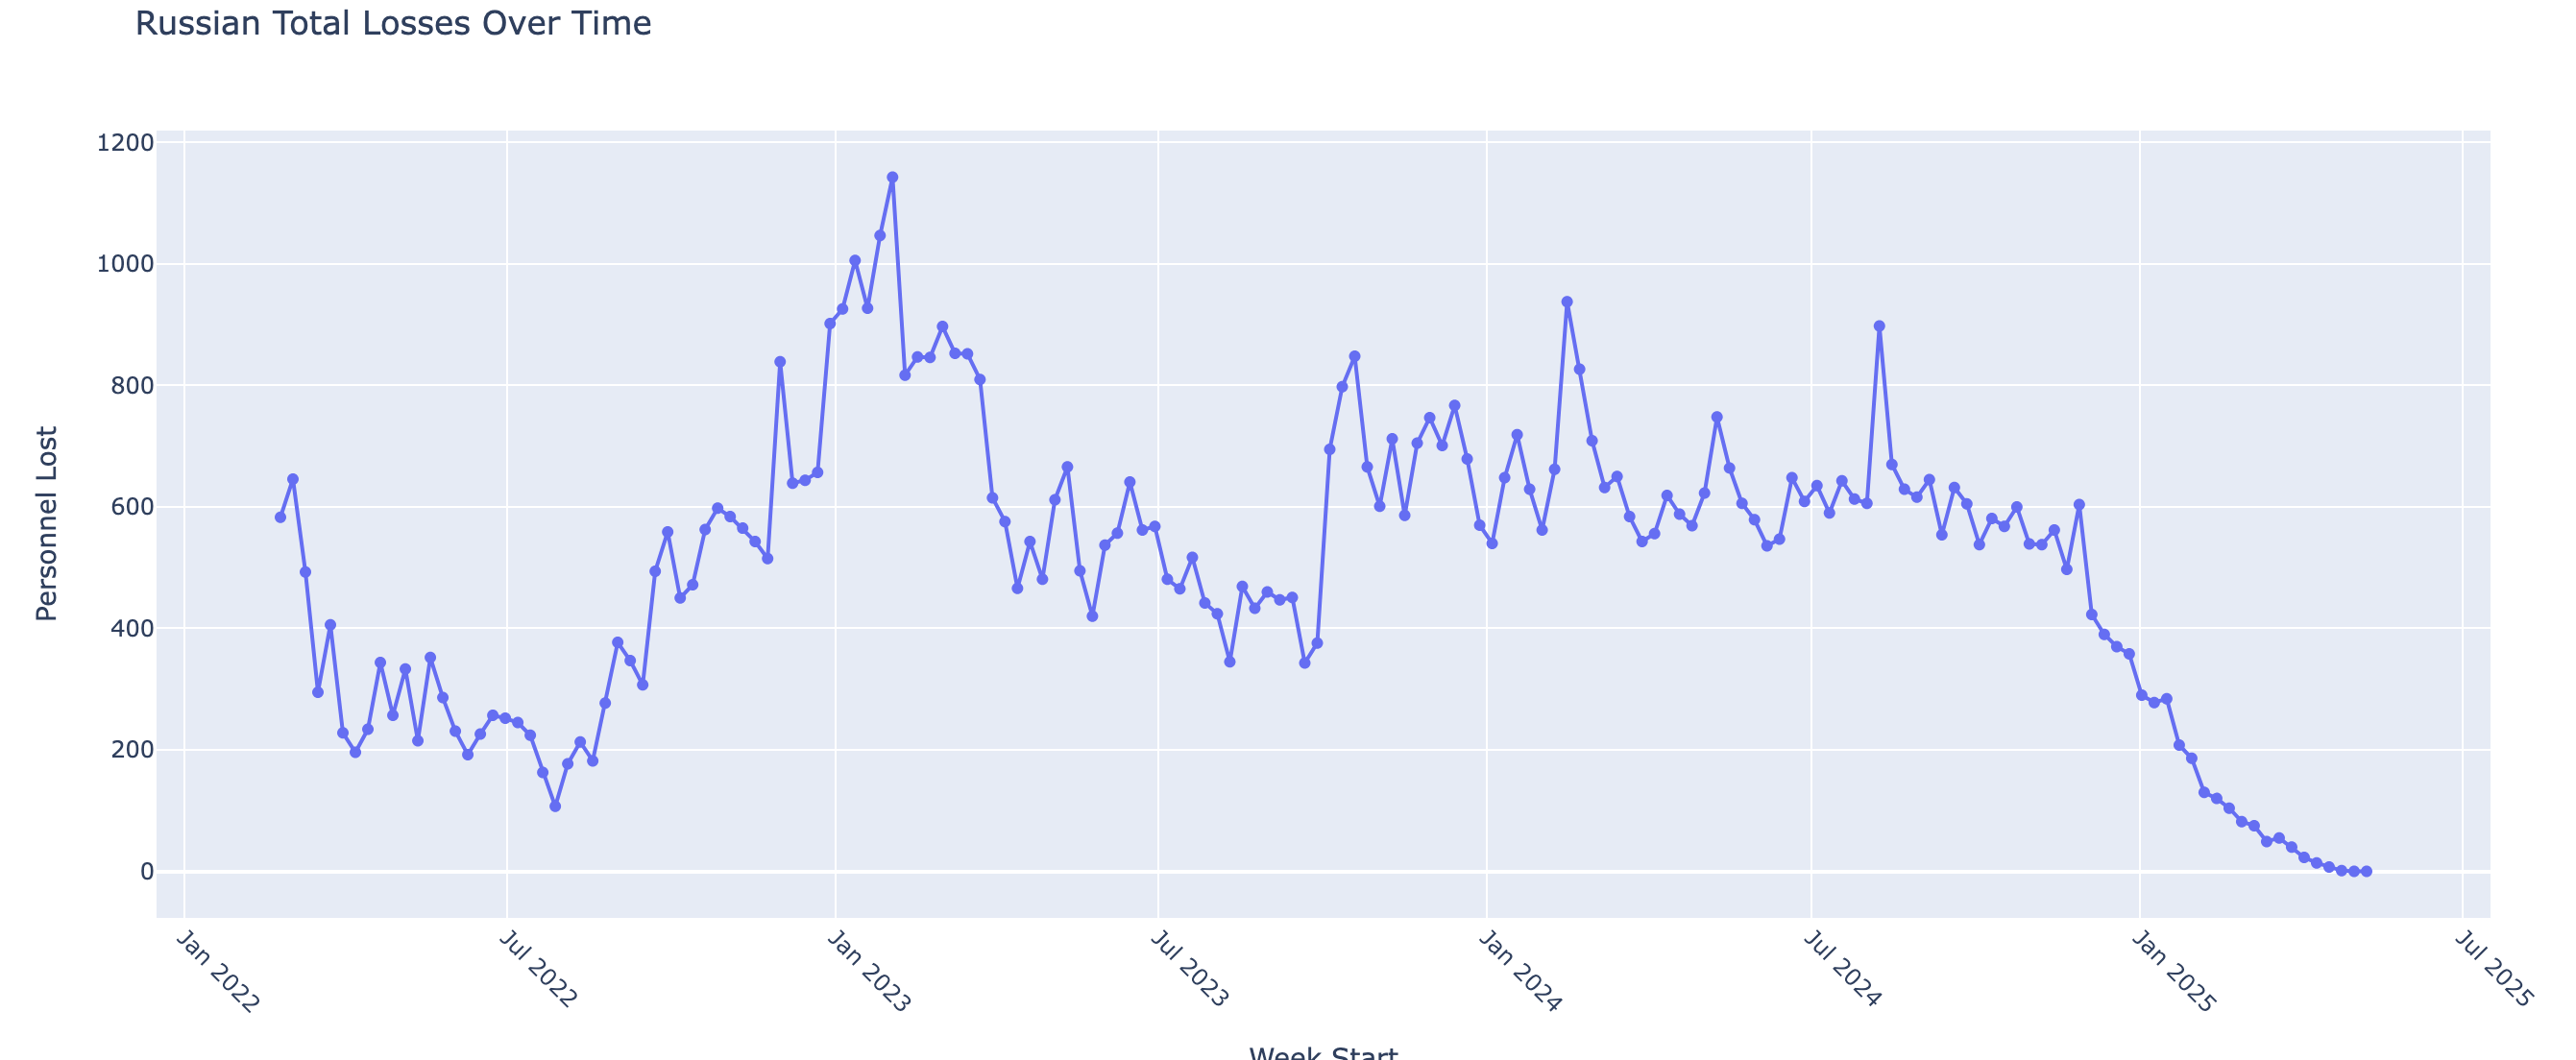 Russian Total Losses Over Time
Personnel Lost
1200
1000
800
600
400
200
0
Jan 2022
Jul 2022
Jan 2023
Jul 2023
Jan 2024
Jul 2024
Jan 2025
Jul 2025
Week Start